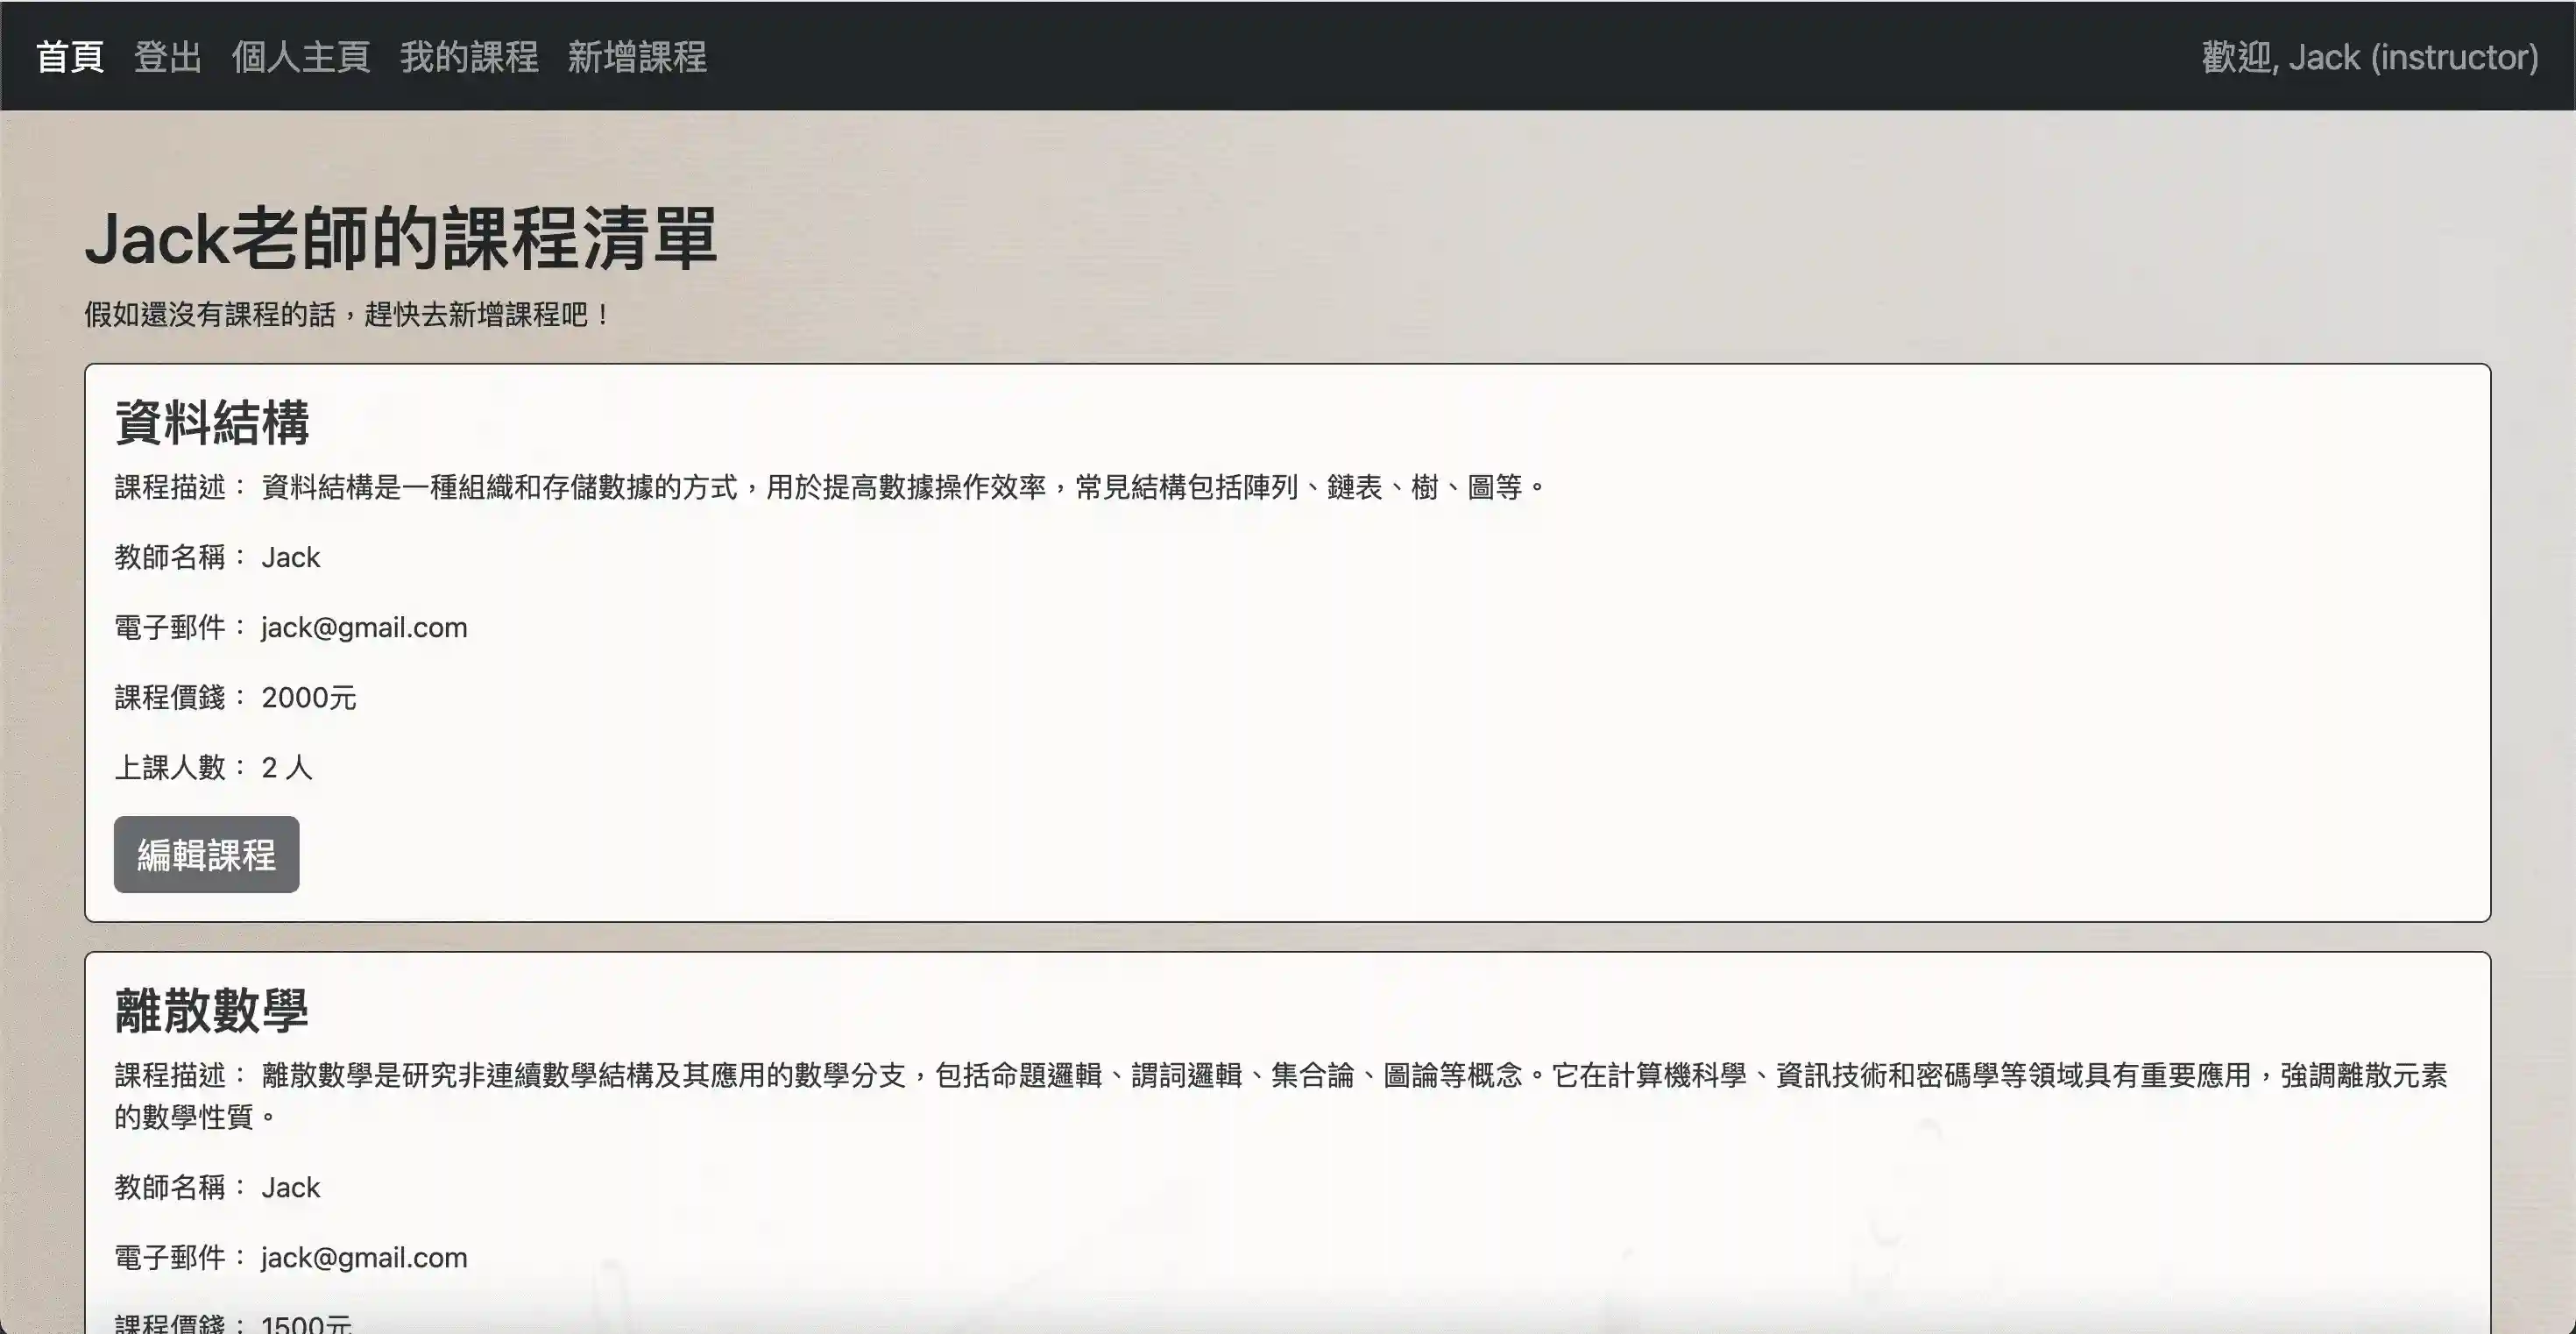 首頁 登出 個人主頁 我的課程 新增課程 歡迎, Jack (instructor)
Jack老師的課程清單
假如還沒有課程的話，趕快去新增課程吧！
資料結構
課程描述： 資料結構是一種組織和存儲數據的方式，用於提高數據操作效率，常見結構包括陣列、鏈表、樹、圖等。
教師名稱： Jack
電子郵件： jack@gmail.com
課程價錢： 2000元
上課人數： 2 人
編輯課程
離散數學
課程描述： 離散數學是研究非連續數學結構及其應用的數學分支，包括命題邏輯、謂詞邏輯、集合論、圖論等概念。它在計算機科學、資訊技術和密碼學等領域具有重要應用，強調離散元素
的數學性質。
教師名稱： Jack
電子郵件： jack@gmail.com
課程價錢： 1500元